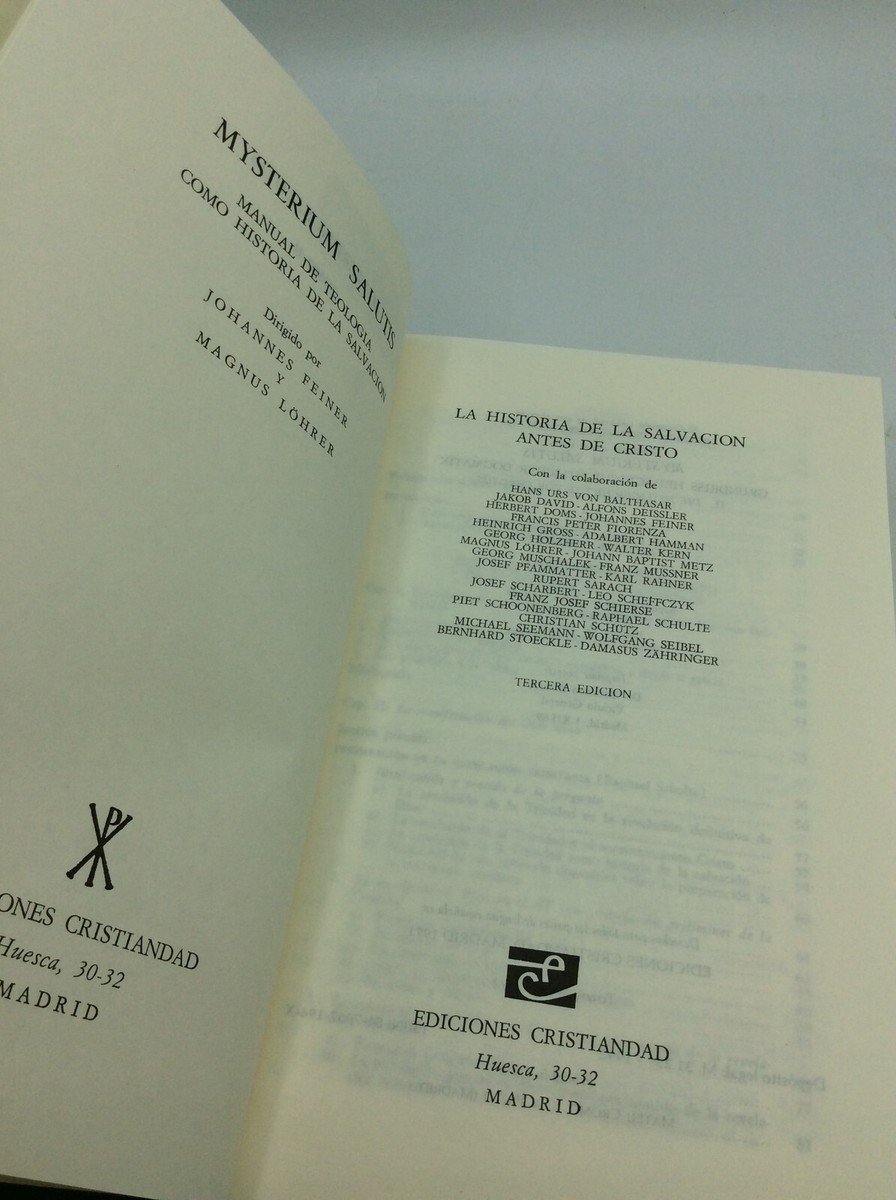 MYSTERIUM SALUTIS
MANUAL DE TEOLOGIA
COMO HISTORIA DE LA SALVACION
Dirigido por
JOHANNES FEINER
Y
MAGNUS LÖHRER
ONES CRISTIANDAD
Huesca, 30-32
MADRID
LA HISTORIA DE LA SALVACION
ANTES DE CRISTO
Con la colaboración de
HANS URS VON BALTHASAR
JAKOB DAVID - ALFONS DEISSLER
HERBERT DOMS - JOHANNES FEINER
FRANCIS PETER FIORENZA
HEINRICH GROSS - ADALBERT HAMMAN
GEORG HOLZHERR - WALTER KERN
MAGNUS LÖHRER - JOHANN BAPTIST METZ
GEORG MUSCHALEK - FRANZ MUSSNER
JOSEF PFAMMATTER - KARL RAHNER
RUPERT SARACH
JOSEF SCHARBERT - LEO SCHEFFCZYK
FRANZ JOSEF SCHIERSE
PIET SCHOONENBERG - RAPHAEL SCHULTE
CHRISTIAN SCHÜTZ
MICHAEL SEEMANN - WOLFGANG SEIBEL
BERNHARD STOECKLE - DAMASUS ZÄHRINGER
TERCERA EDICION
EDICIONES CRISTIANDAD
Huesca, 30-32
MADRID